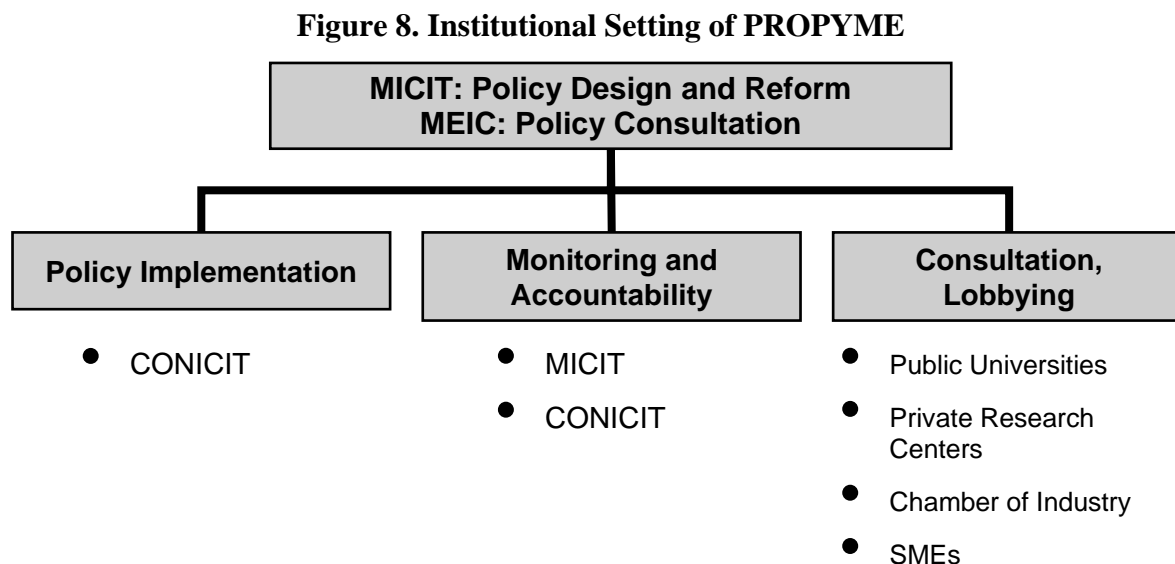 Figure 8. Institutional Setting of PROPYME
MICIT: Policy Design and Reform
MEIC: Policy Consultation
Policy Implementation
• CONICIT
Monitoring and
Accountability
• MICIT
• CONICIT
Consultation,
Lobbying
• Public Universities
• Private Research
Centers
• Chamber of Industry
• SMEs